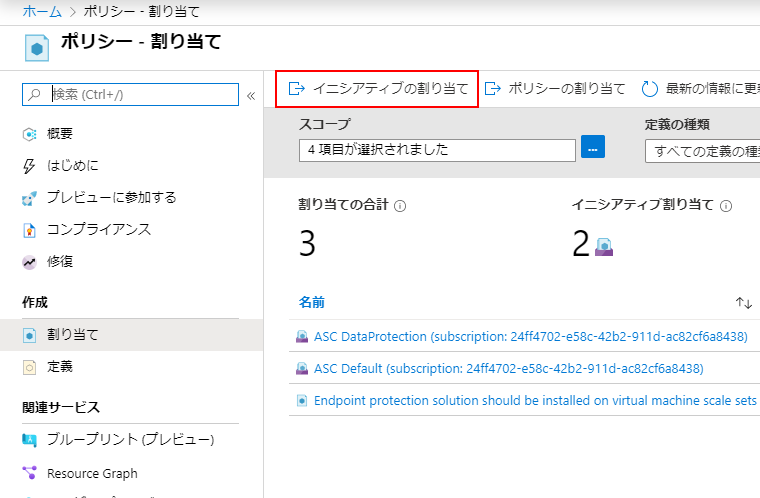 ホーム > ポリシー - 割り当て
ポリシー - 割り当て
検索 (Ctrl+/)
«
概要
はじめに
プレビューに参加する
コンプライアンス
修復
作成
割り当て
定義
関連サービス
ブループリント (プレビュー)
Resource Graph
イニシアティブの割り当て ポリシーの割り当て 最新の情報に更新
スコープ 定義の種類
4 項目が選択されました ... すべての定義の種類
割り当ての合計 イニシアティブ割り当て
3 2
名前
ASC DataProtection (subscription: 24ff4702-e58c-42b2-911d-ac82cf6a8438)
ASC Default (subscription: 24ff4702-e58c-42b2-911d-ac82cf6a8438)
Endpoint protection solution should be installed on virtual machine scale sets